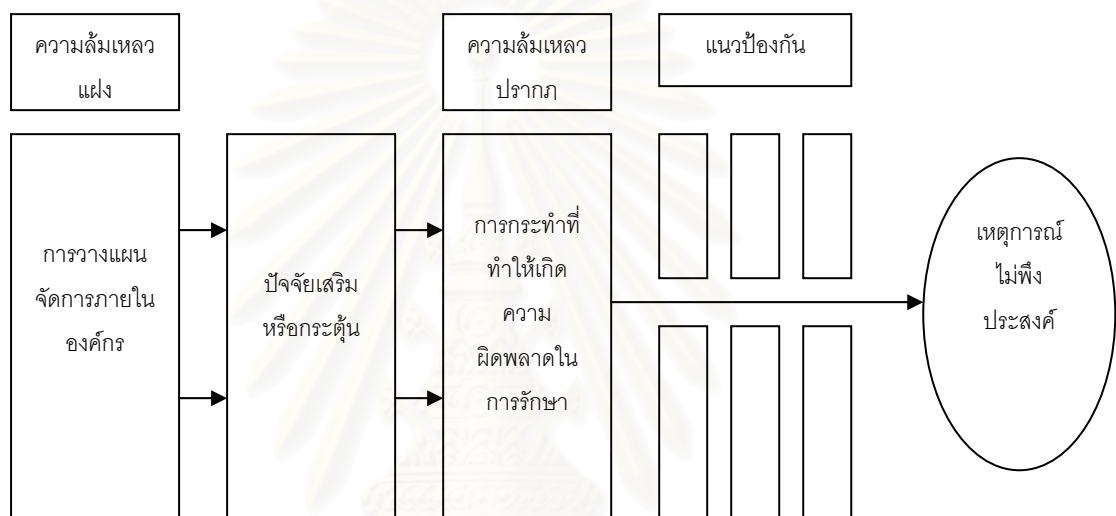 ความล้มเหลว
แฝง
ความล้มเหลว
ปรากฏ
แนวป้องกัน
การวางแผน
จัดการภายใน
องค์กร
ปัจจัยเสริม
หรือกระตุ้น
การกระทำที่
ทำให้เกิด
ความ
ผิดพลาดใน
การรักษา
เหตุการณ์
ไม่พึง
ประสงค์